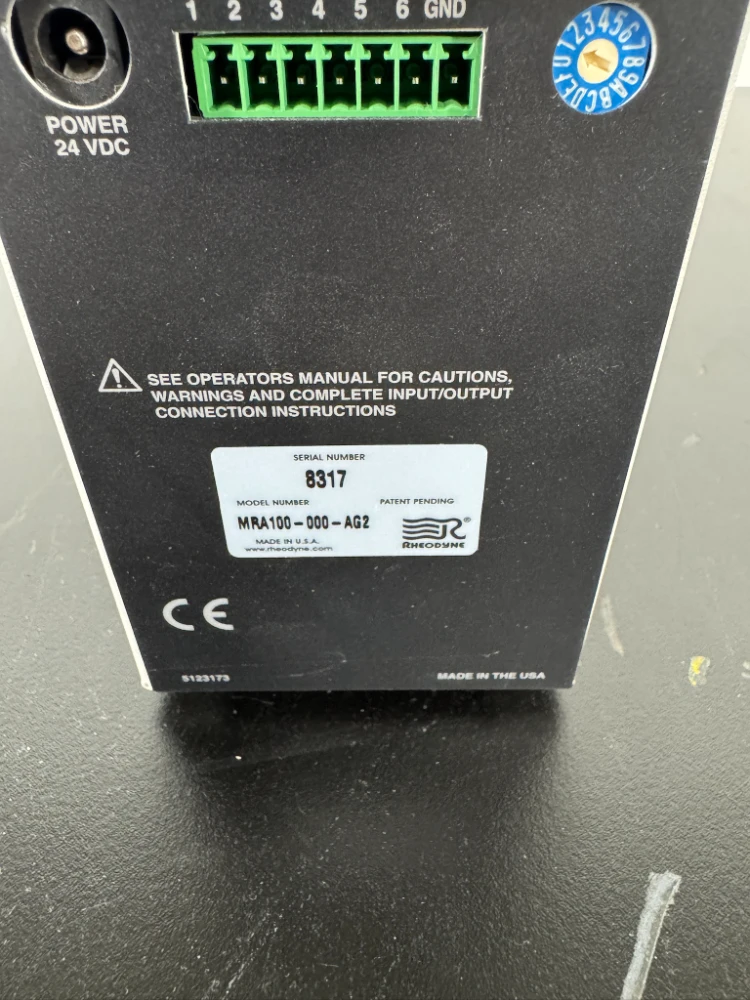 1 2 3 4 5 6 GND
0123456789ABCDEF
POWER
24 VDC
SEE OPERATORS MANUAL FOR CAUTIONS,
WARNINGS AND COMPLETE INPUT/OUTPUT
CONNECTION INSTRUCTIONS
SERIAL NUMBER
8317
MODEL NUMBER PATENT PENDING
MRA100-000-AG2
MADE IN U.S.A.
www.rheodyne.com
R®
RHEODYNE
CE
5123173 MADE IN THE USA